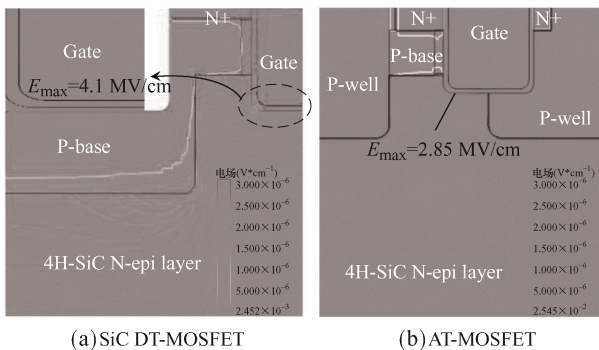 N+
Gate
Gate
Emax=4.1 MV/cm
P-base
电场(V*cm⁻¹)
3.000×10⁻⁶
2.500×10⁻⁶
2.000×10⁻⁶
1.500×10⁻⁶
1.000×10⁻⁶
5.000×10⁻⁶
2.452×10⁻³
4H-SiC N-epi layer
(a) SiC DT-MOSFET
N+
N+
Gate
P-base
P-well
P-well
Emax=2.85 MV/cm
电场(V*cm⁻¹)
3.000×10⁻⁶
2.500×10⁻⁶
2.000×10⁻⁶
1.500×10⁻⁶
1.000×10⁻⁶
5.000×10⁻⁶
2.545×10⁻²
4H-SiC N-epi layer
(b) AT-MOSFET